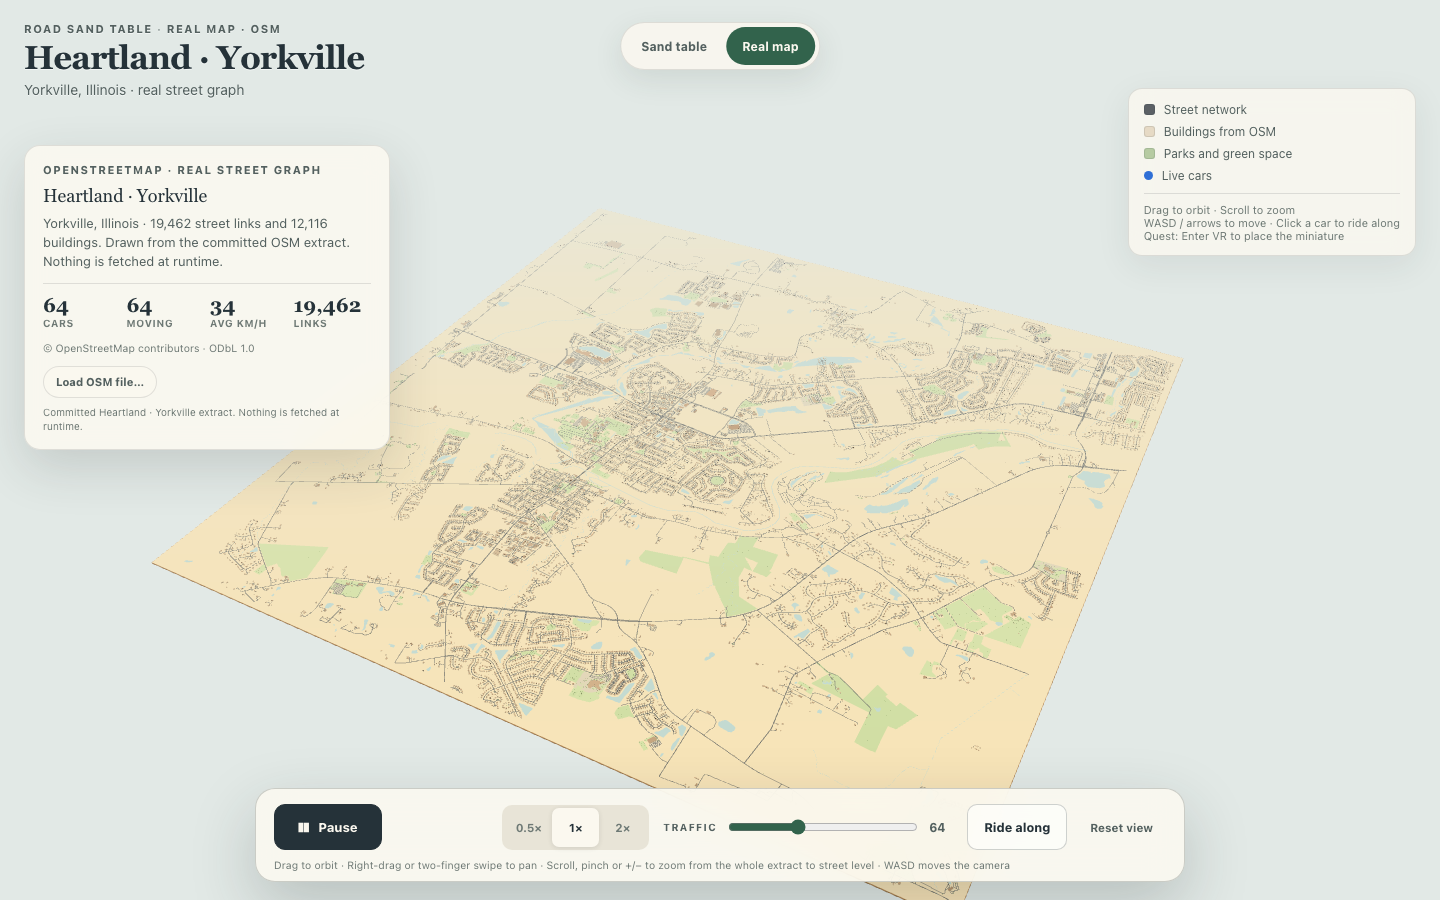 ROAD SAND TABLE · REAL MAP · OSM
Heartland · Yorkville
Yorkville, Illinois · real street graph
Sand table
Real map
OPENSTREETMAP · REAL STREET GRAPH
Heartland · Yorkville
Yorkville, Illinois · 19,462 street links and 12,116
buildings. Drawn from the committed OSM extract.
Nothing is fetched at runtime.
64 64 34 19,462
CARS MOVING AVG KM/H LINKS
© OpenStreetMap contributors · ODbL 1.0
Load OSM file...
Committed Heartland · Yorkville extract. Nothing is fetched at
runtime.
Street network
Buildings from OSM
Parks and green space
Live cars
Drag to orbit · Scroll to zoom
WASD / arrows to move · Click a car to ride along
Quest: Enter VR to place the miniature
Pause
0.5× 1× 2×
TRAFFIC 64
Ride along
Reset view
Drag to orbit · Right-drag or two-finger swipe to pan · Scroll, pinch or +/− to zoom from the whole extract to street level · WASD moves the camera